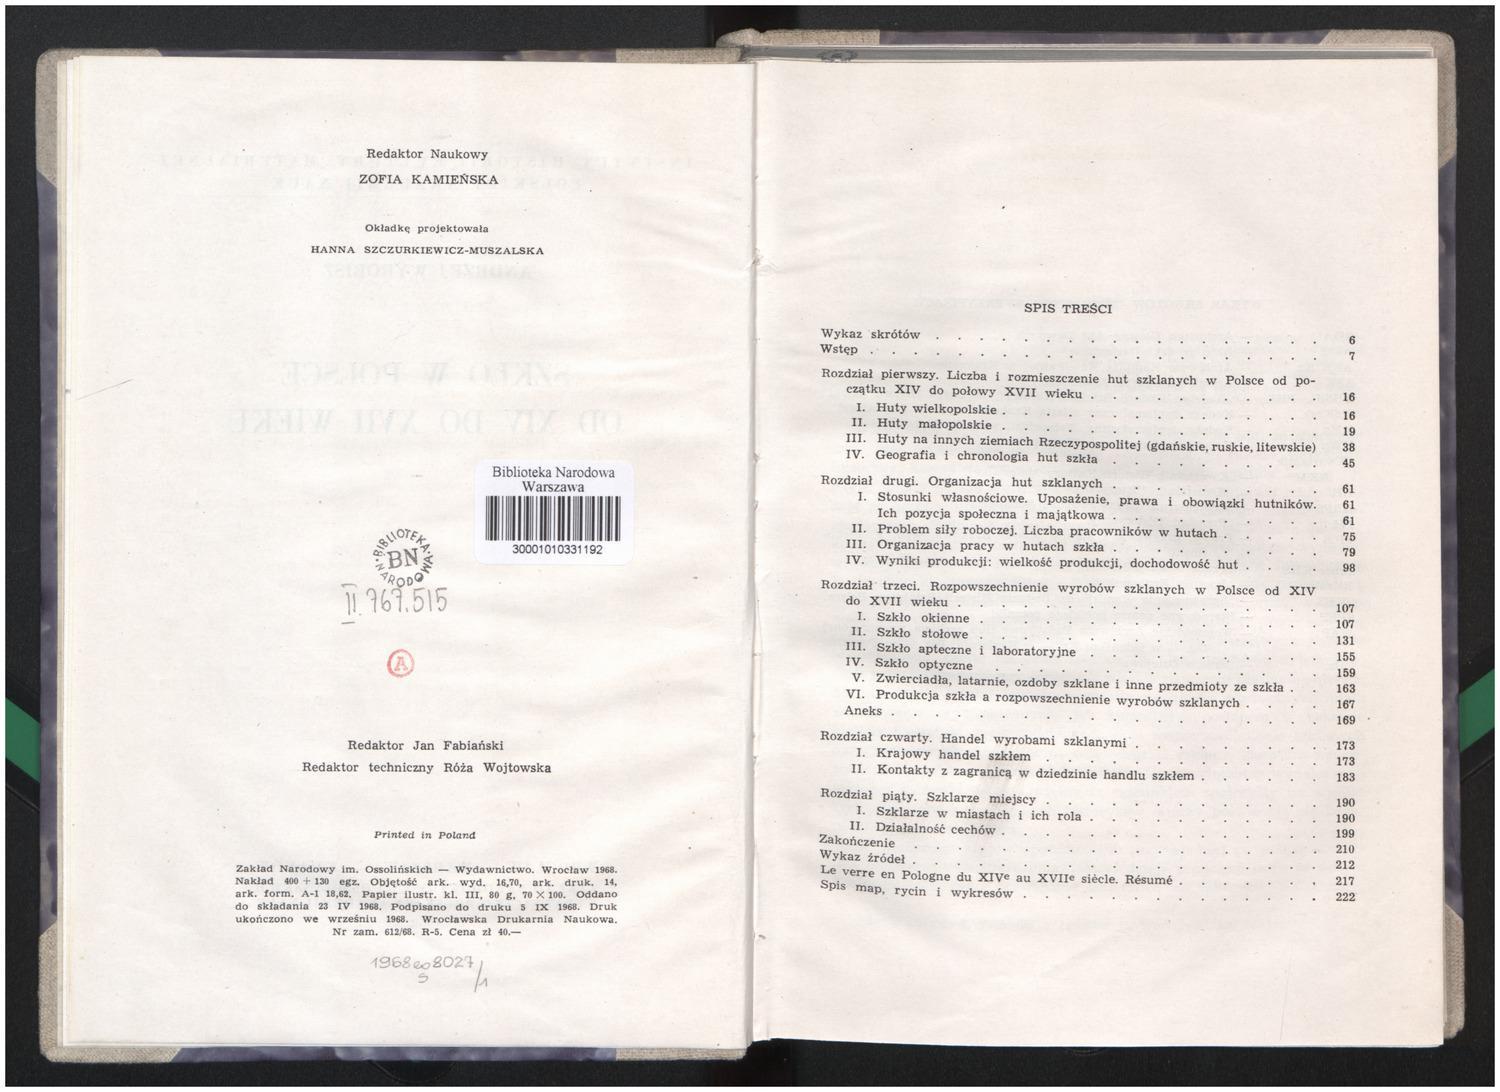 Redaktor Naukowy
ZOFIA KAMIEŃSKA
Okładkę projektowała
HANNA SZCZURKIEWICZ-MUSZALSKA
Biblioteka Narodowa
Warszawa
30001010331192
BIBLIOTEKA
BN
NARODOWA
II.767.515
A
Redaktor Jan Fabiański
Redaktor techniczny Róża Wojtowska
Printed in Poland
Zakład Narodowy im. Ossolińskich — Wydawnictwo. Wrocław 1968.
Nakład 400 + 130 egz. Objętość ark. wyd. 16,70, ark. druk. 14,
ark. form. A-1 18,62. Papier ilustr. kl. III, 80 g, 70 × 100. Oddano
do składania 23 IV 1968. Podpisano do druku 5 IX 1968. Druk
ukończono we wrześniu 1968. Wrocławska Drukarnia Naukowa.
Nr zam. 612/68. R-5. Cena zł 40.—
SPIS TREŚCI
Wykaz skrótów . . . . . . . . . . . . . . . . . 6
Wstęp . . . . . . . . . . . . . . . . . . . 7
Rozdział pierwszy. Liczba i rozmieszczenie hut szklanych w Polsce od po-
czątku XIV do połowy XVII wieku . . . . . . . . . . 16
I. Huty wielkopolskie . . . . . . . . . . . . . . 16
II. Huty małopolskie . . . . . . . . . . . . . . 19
III. Huty na innych ziemiach Rzeczypospolitej (gdańskie, ruskie, litewskie) 38
IV. Geografia i chronologia hut szkła . . . . . . . . . . 45
Rozdział drugi. Organizacja hut szklanych . . . . . . . . . . 61
I. Stosunki własnościowe. Uposażenie, prawa i obowiązki hutników. 61
Ich pozycja społeczna i majątkowa . . . . . . . . . . 61
II. Problem siły roboczej. Liczba pracowników w hutach . . . . 75
III. Organizacja pracy w hutach szkła . . . . . . . . . . 79
IV. Wyniki produkcji: wielkość produkcji, dochodowość hut . . . . 98
Rozdział trzeci. Rozpowszechnienie wyrobów szklanych w Polsce od XIV
do XVII wieku . . . . . . . . . . . . . . . . 107
I. Szkło okienne . . . . . . . . . . . . . . . 107
II. Szkło stołowe . . . . . . . . . . . . . . . 131
III. Szkło apteczne i laboratoryjne . . . . . . . . . . . 155
IV. Szkło optyczne . . . . . . . . . . . . . . . 159
V. Zwierciadła, latarnie, ozdoby szklane i inne przedmioty ze szkła . . 163
VI. Produkcja szkła a rozpowszechnienie wyrobów szklanych . . . . 167
Aneks . . . . . . . . . . . . . . . . . . 169
Rozdział czwarty. Handel wyrobami szklanymi . . . . . . . . . 173
I. Krajowy handel szkłem . . . . . . . . . . . . . 173
II. Kontakty z zagranicą w dziedzinie handlu szkłem . . . . . . 183
Rozdział piąty. Szklarze miejscy . . . . . . . . . . . . . 190
I. Szklarze w miastach i ich rola . . . . . . . . . . . 190
II. Działalność cechów . . . . . . . . . . . . . . 199
Zakończenie . . . . . . . . . . . . . . . . . 210
Wykaz źródeł . . . . . . . . . . . . . . . . . 212
Le verre en Pologne du XIVe au XVIIe siècle. Résumé . . . . . . 217
Spis map, rycin i wykresów . . . . . . . . . . . . . 222